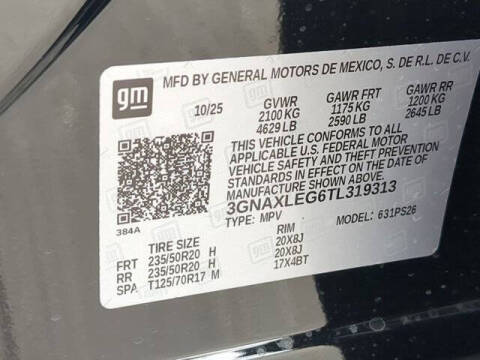 gm
MFD BY GENERAL MOTORS DE MEXICO, S. DE R.L. DE C.V.
10/25 GVWR GAWR FRT GAWR RR
2100 KG 1175 KG 1200 KG
4629 LB 2590 LB 2645 LB
THIS VEHICLE CONFORMS TO ALL
APPLICABLE U.S. FEDERAL MOTOR
VEHICLE SAFETY AND THEFT PREVENTION
STANDARDS IN EFFECT ON THE DATE OF
MANUFACTURE SHOWN ABOVE.
3GNAXLEG6TL319313
384A TYPE: MPV MODEL: 631PS26
TIRE SIZE RIM
FRT 235/50R20 H 20X8J
RR 235/50R20 H 20X8J
SPA T125/70R17 M 17X4BT